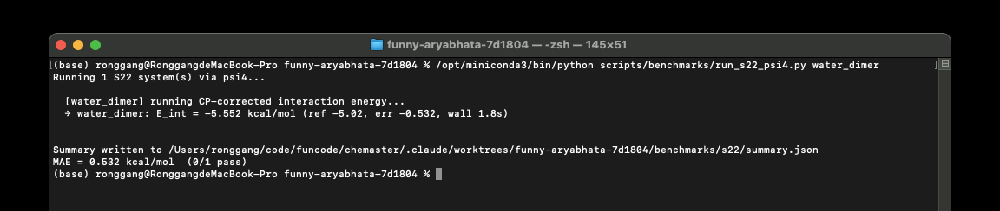 funny-aryabhata-7d1804 — -zsh — 145×51
(base) ronggang@RonggangdeMacBook-Pro funny-aryabhata-7d1804 % /opt/miniconda3/bin/python scripts/benchmarks/run_s22_psi4.py water_dimer
Running 1 S22 system(s) via psi4...
[water_dimer] running CP-corrected interaction energy...
→ water_dimer: E_int = -5.552 kcal/mol (ref -5.02, err -0.532, wall 1.8s)
Summary written to /Users/ronggang/code/funcode/chemaster/.claude/worktrees/funny-aryabhata-7d1804/benchmarks/s22/summary.json
MAE = 0.532 kcal/mol  (0/1 pass)
(base) ronggang@RonggangdeMacBook-Pro funny-aryabhata-7d1804 %